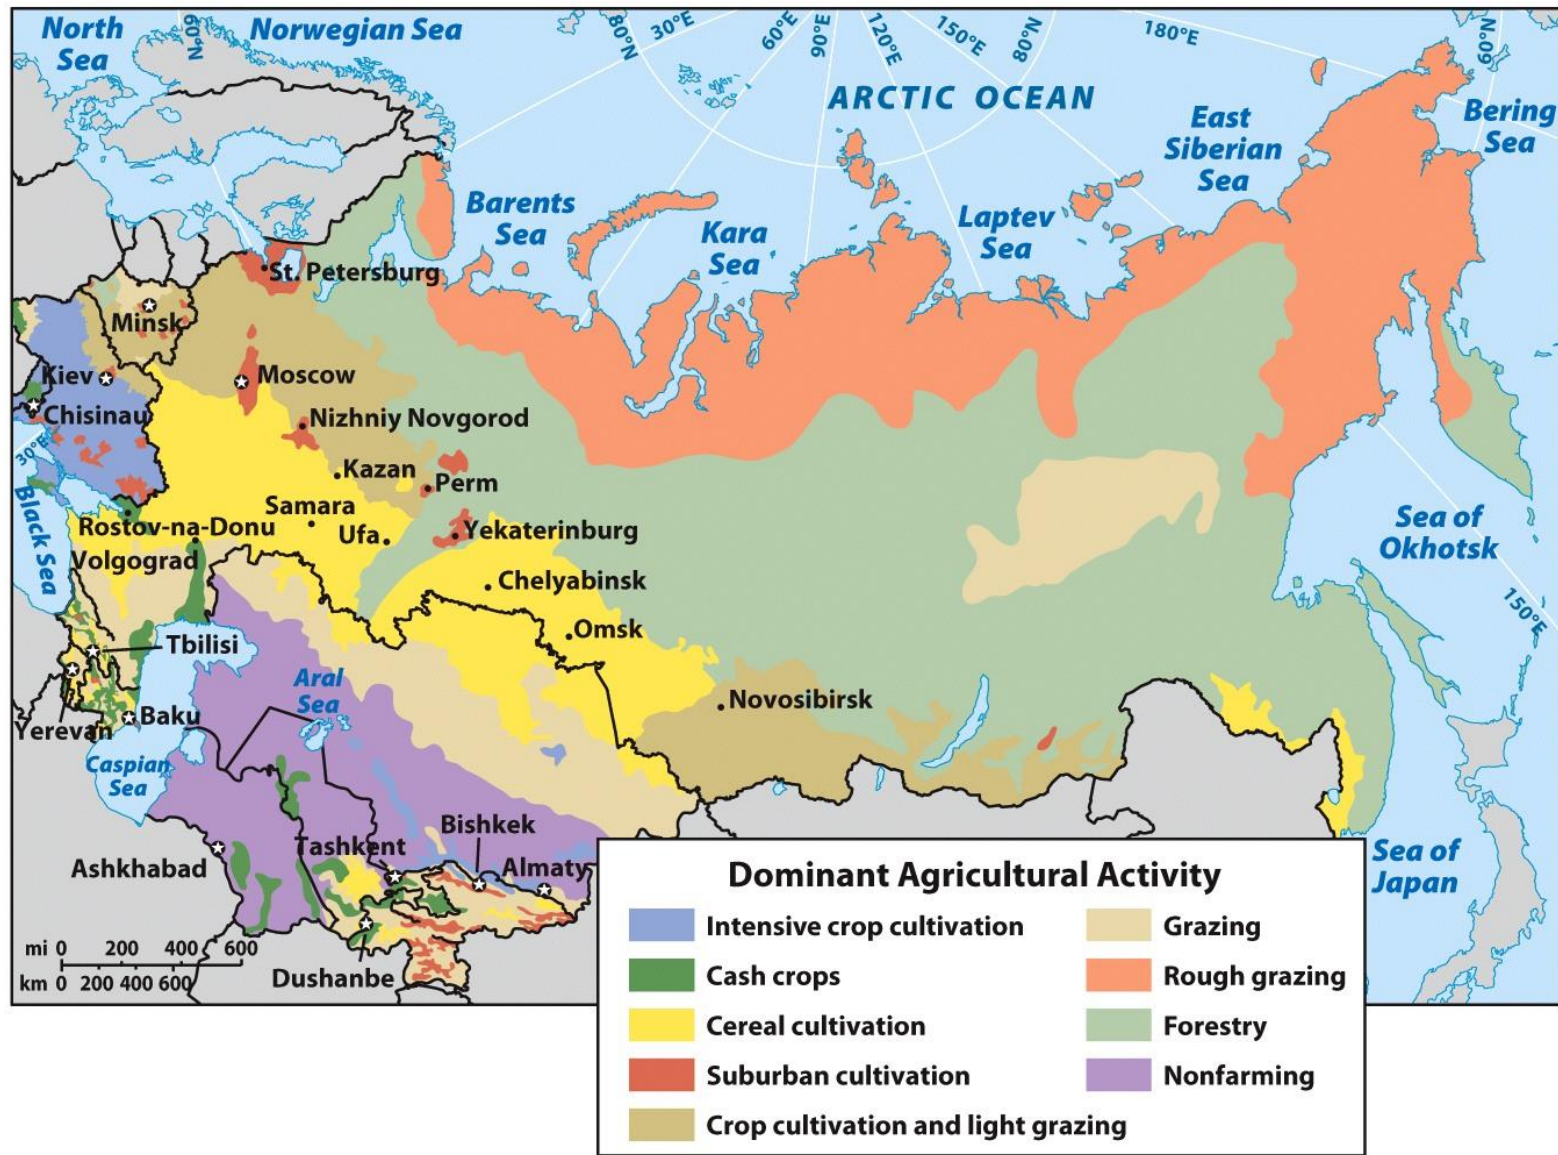 North
Sea
60°N
Norwegian Sea
80°N
30°E
60°E
90°E
120°E
150°E
80°N
180°E
60°N
ARCTIC OCEAN
Bering
Sea
East
Siberian
Sea
Barents
Sea
Kara
Sea
Laptev
Sea
St. Petersburg
Minsk
Kiev
Moscow
Chisinau
Nizhniy Novgorod
30°E
Kazan
Perm
Black Sea
Samara
Rostov-na-Donu
Ufa
Yekaterinburg
Sea of
Okhotsk
Volgograd
Chelyabinsk
150°E
Omsk
Tbilisi
Aral
Sea
Novosibirsk
Baku
Yerevan
Caspian
Sea
Bishkek
Tashkent
Almaty
Ashkhabad
Sea of
Japan
mi 0 200 400 600
km 0 200 400 600
Dushanbe
Dominant Agricultural Activity
Intensive crop cultivation
Cash crops
Cereal cultivation
Suburban cultivation
Crop cultivation and light grazing
Grazing
Rough grazing
Forestry
Nonfarming